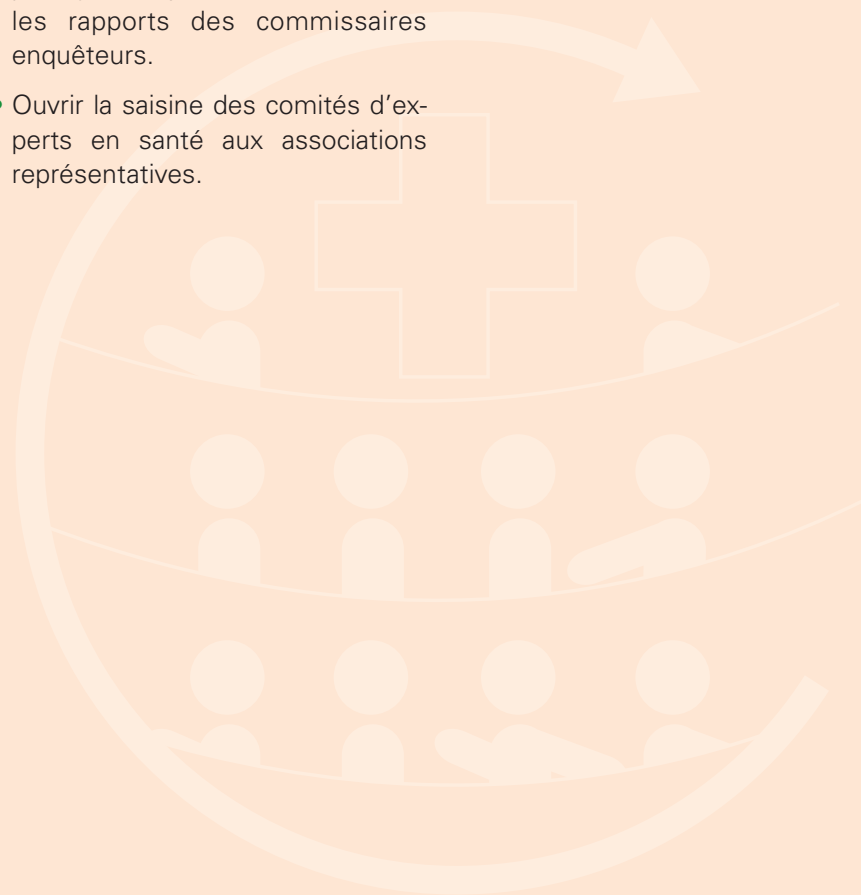 les rapports des commissaires
enquêteurs.
• Ouvrir la saisine des comités d’ex-
perts en santé aux associations
représentatives.